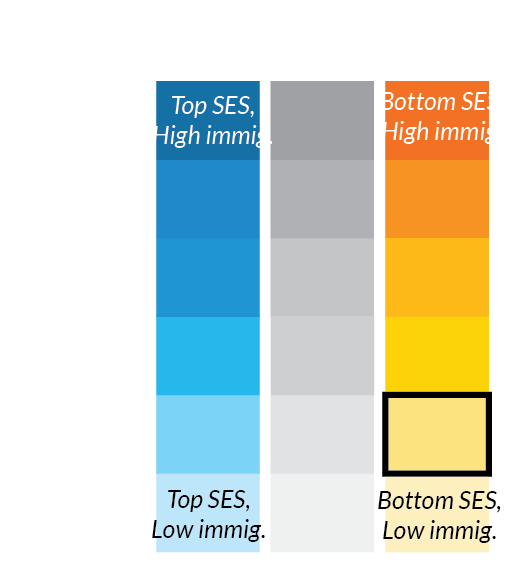 Top SES,
High immig.
Bottom SES,
High immig.
Top SES,
Low immig.
Bottom SES,
Low immig.